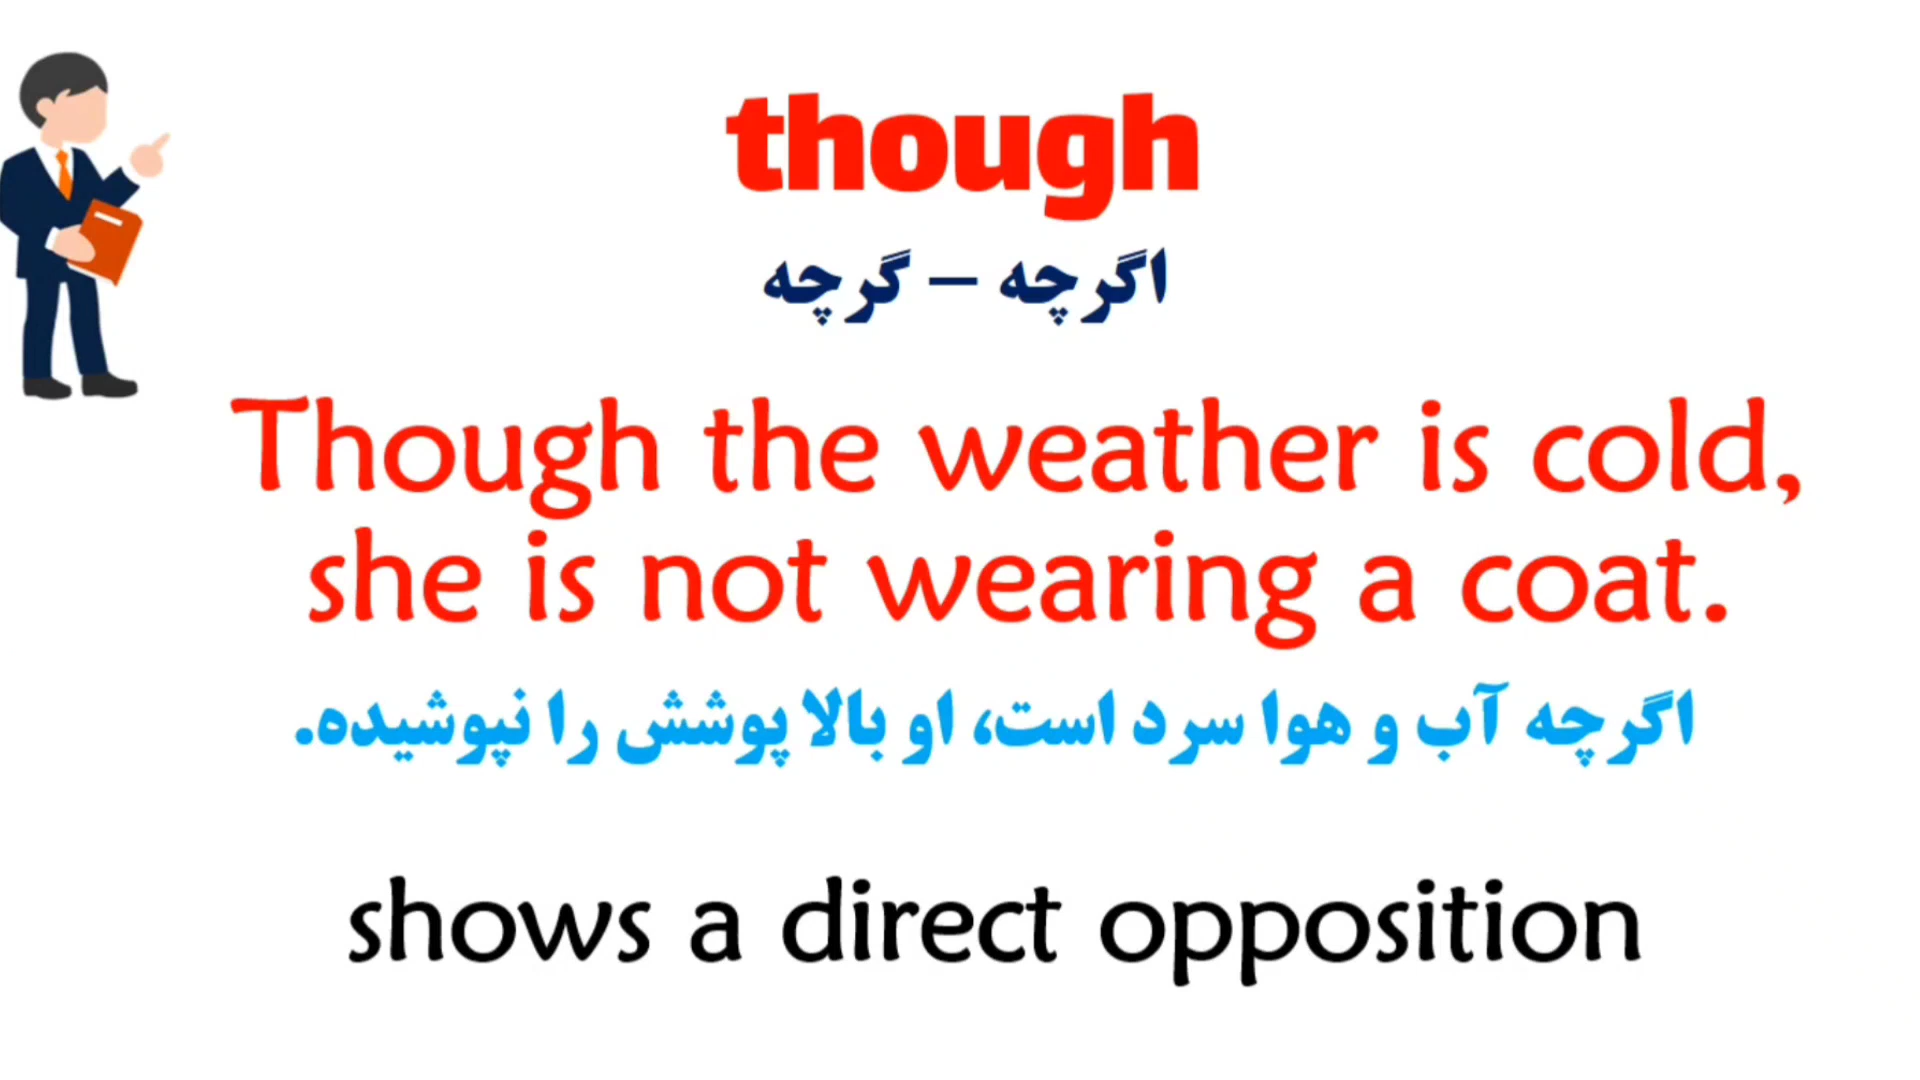 though
اگرچه – گرچه
Though the weather is cold,
she is not wearing a coat.
اگرچه آب و هوا سرد است، او بالا پوشش را نپوشیده.
shows a direct opposition